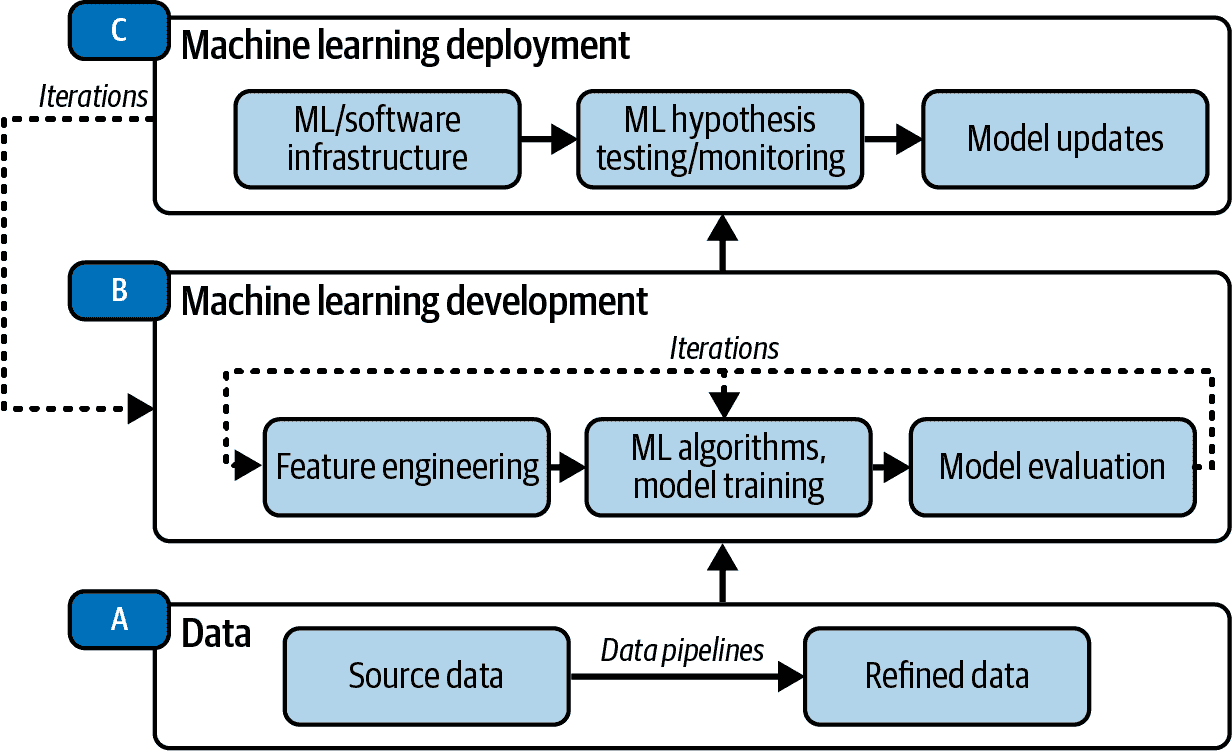 C
Machine learning deployment
Iterations
ML/software
infrastructure
ML hypothesis
testing/monitoring
Model updates
B
Machine learning development
Iterations
Feature engineering
ML algorithms,
model training
Model evaluation
A
Data
Source data
Data pipelines
Refined data